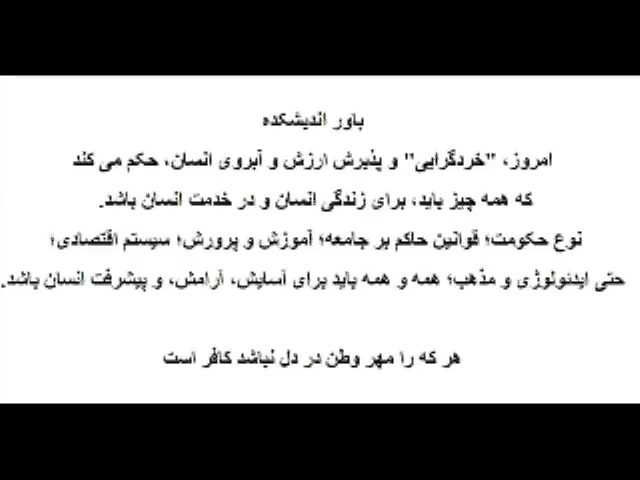 باور اندیشکده
امروز، "خردگرایی" و پذیرش ارزش و آبروی انسان، حکم می کند
که همه چیز باید، برای زندگی انسان و در خدمت انسان باشد.
نوع حکومت؛ قوانین حاکم بر جامعه؛ آموزش و پرورش؛ سیستم اقتصادی؛
حتی ایدئولوژی و مذهب؛ همه و همه باید برای آسایش، آرامش، و پیشرفت انسان باشد.
هر که را مهر وطن در دل نباشد کافر است